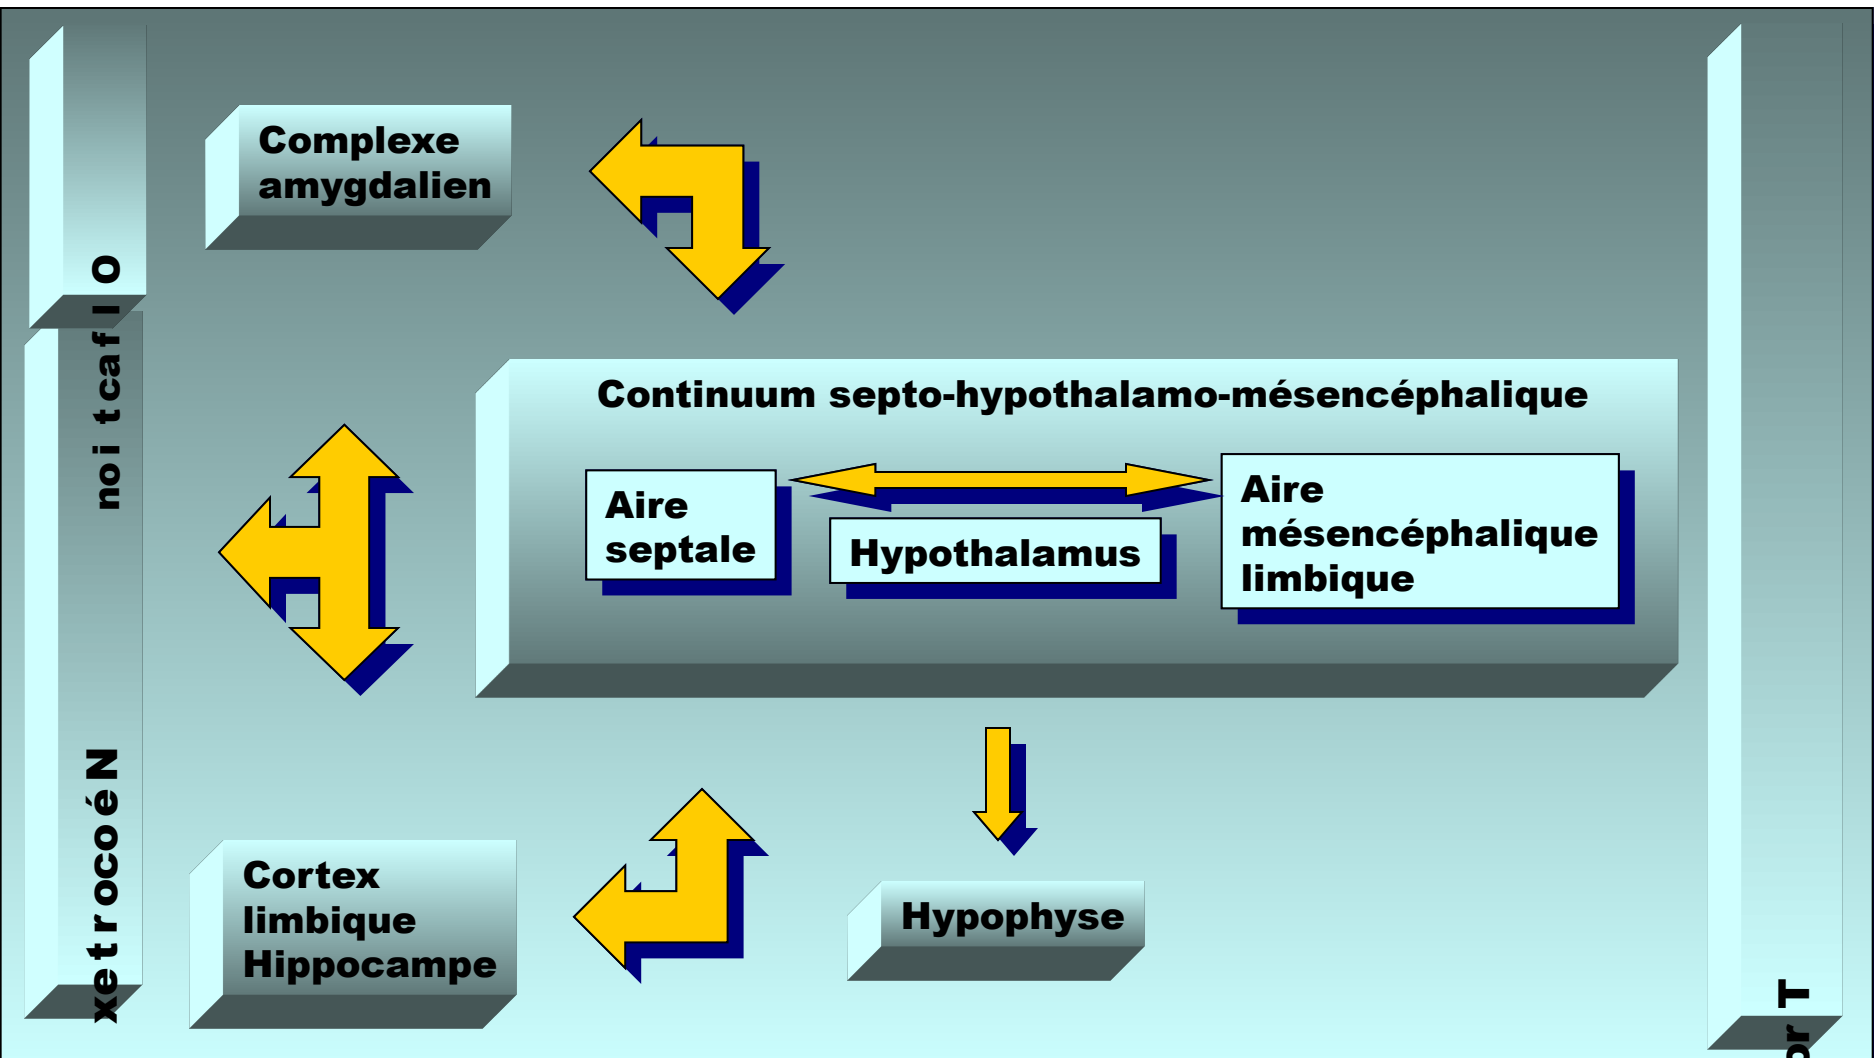 Olfaction
Néocortex
Complexe
amygdalien
Continuum septo-hypothalamo-mésencéphalique
Aire
septale
Hypothalamus
Aire
mésencéphalique
limbique
Cortex
limbique
Hippocampe
Hypophyse